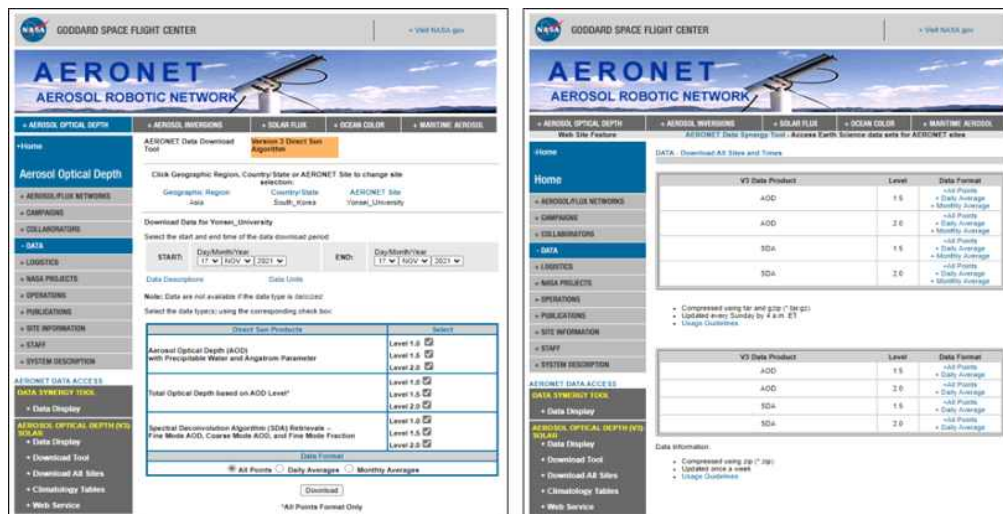 NASA GODDARD SPACE FLIGHT CENTER + Visit NASA.gov
AERONET
AEROSOL ROBOTIC NETWORK
+ AEROSOL OPTICAL DEPTH + AEROSOL INVERSIONS + SOLAR FLUX + OCEAN COLOR + MARITIME AEROSOL
+Home
Aerosol Optical Depth
+ AEROSOL/FLUX NETWORKS
+ CAMPAIGNS
+ COLLABORATORS
- DATA
+ LOGISTICS
+ NASA PROJECTS
+ OPERATIONS
+ PUBLICATIONS
+ SITE INFORMATION
+ STAFF
+ SYSTEM DESCRIPTION
AERONET DATA ACCESS
DATA SYNERGY TOOL
+ Data Display
AEROSOL OPTICAL DEPTH (V3)
SOLAR
+ Data Display
+ Download Tool
+ Download All Sites
+ Climatology Tables
+ Web Service
AERONET Data Download Tool
Version 3 Direct Sun Algorithm
Click Geographic Region, Country/State or AERONET Site to change site
selection:
Geographic Region Country/State AERONET Site
Asia South_Korea Yonsei_University
Download Data for Yonsei_University
Select the start and end time of the data download period
START: Day/Month/Year END: Day/Month/Year
17 NOV 2021 17 NOV 2021
Data Descriptions Data Units
Note: Data are not available if the data type is
Select the data type(s) using the corresponding check box:
Direct Sun Products Select
Aerosol Optical Depth (AOD)
with Precipitable Water and Angstrom Parameter
Level 1.0
Level 1.5
Level 2.0
Total Optical Depth based on AOD Level*
Level 1.0
Level 1.5
Level 2.0
Spectral Deconvolution Algorithm (SDA) Retrievals --
Fine Mode AOD, Coarse Mode AOD, and Fine Mode Fraction
Level 1.0
Level 1.5
Level 2.0
Data Format
All Points Daily Averages Monthly Averages
Download
*All Points Format Only
NASA GODDARD SPACE FLIGHT CENTER + Visit NASA.gov
AERONET
AEROSOL ROBOTIC NETWORK
+ AEROSOL OPTICAL DEPTH + AEROSOL INVERSIONS + SOLAR FLUX + OCEAN COLOR + MARITIME AEROSOL
Web Site Feature AERONET Data Synergy Tool - Access Earth Science data sets for AERONET sites
+Home
Home
+ AEROSOL/FLUX NETWORKS
+ CAMPAIGNS
+ COLLABORATORS
- DATA
+ LOGISTICS
+ NASA PROJECTS
+ OPERATIONS
+ PUBLICATIONS
+ SITE INFORMATION
+ STAFF
+ SYSTEM DESCRIPTION
AERONET DATA ACCESS
DATA SYNERGY TOOL
+ Data Display
AEROSOL OPTICAL DEPTH (V3)
SOLAR
+ Data Display
+ Download Tool
+ Download All Sites
+ Climatology Tables
+ Web Service
DATA - Download All Sites and Times
V3 Data Product Level Data Format
AOD 1.5
+All Points
+ Daily Average
+ Monthly Average
AOD 2.0
+All Points
+ Daily Average
+ Monthly Average
SDA 1.5
+All Points
+ Daily Average
+ Monthly Average
SDA 2.0
+All Points
+ Daily Average
+ Monthly Average
Compressed using tar and gzip (*.tar.gz)
Updated every Sunday by 4 a.m. ET
Usage Guidelines
V3 Data Product Level Data Format
AOD 1.5
+All Points
+ Daily Average
AOD 2.0
+All Points
+ Daily Average
SDA 1.5
+All Points
+ Daily Average
SDA 2.0
+All Points
+ Daily Average
Data Information:
Compressed using zip (*.zip)
Updated once a week
Usage Guidelines